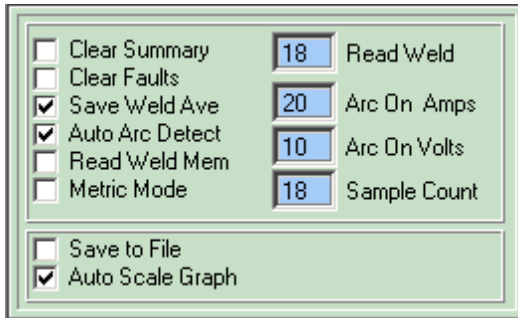 Clear Summary
Clear Faults
Save Weld Ave
Auto Arc Detect
Read Weld Mem
Metric Mode
18 Read Weld
20 Arc On Amps
10 Arc On Volts
18 Sample Count
Save to File
Auto Scale Graph